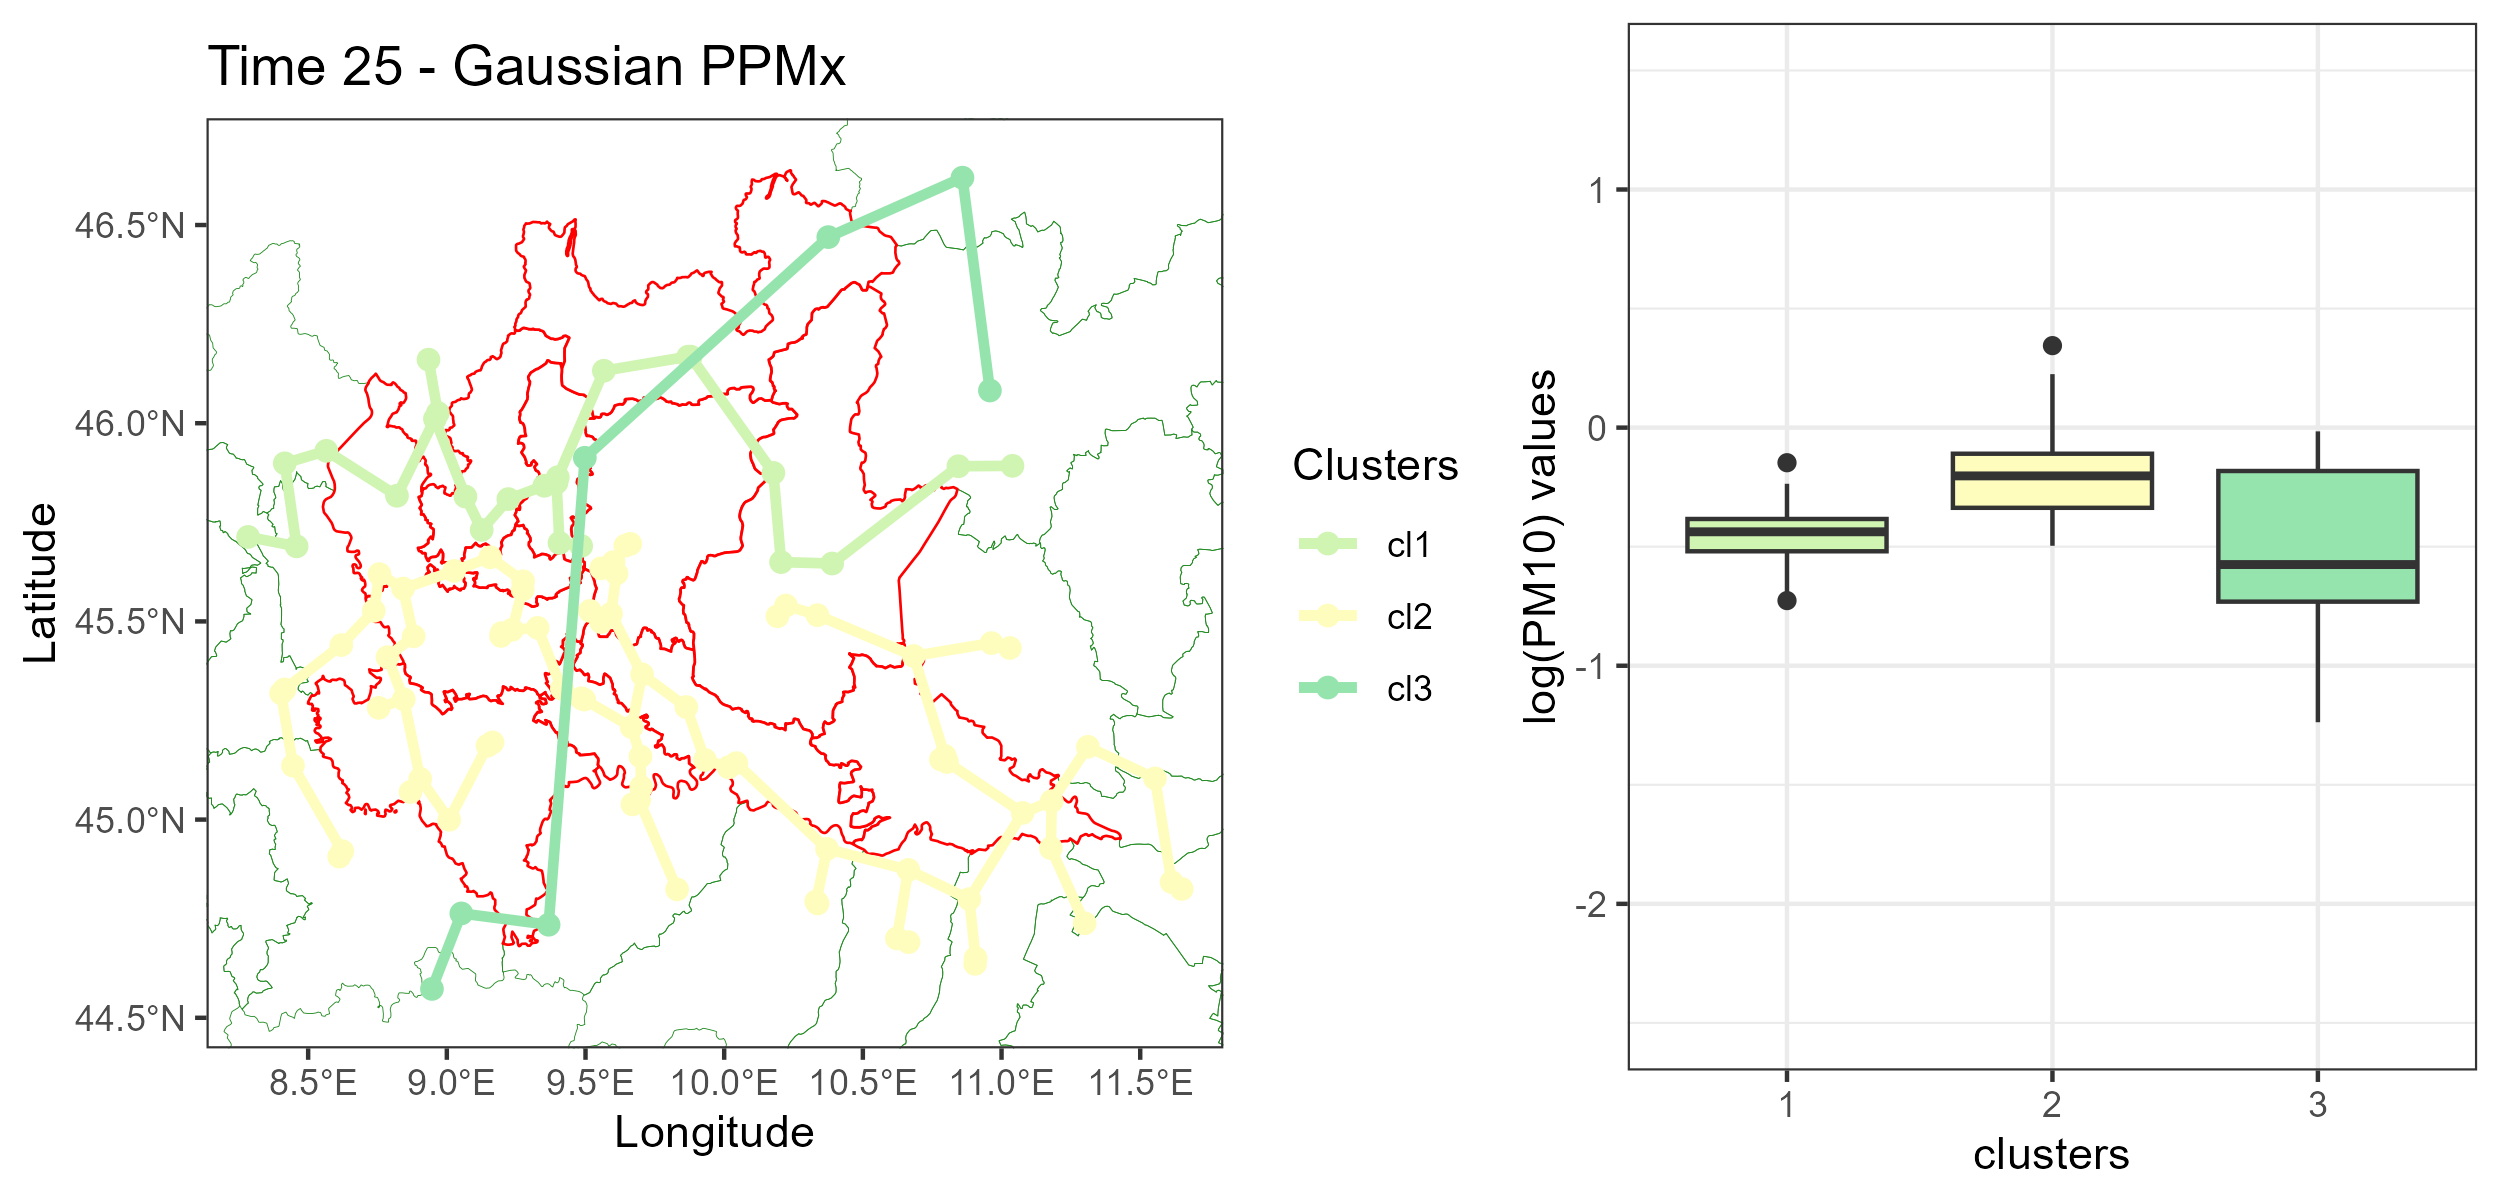 Time 25 - Gaussian PPMx
Latitude
46.5°N
46.0°N
45.5°N
45.0°N
44.5°N
8.5°E 9.0°E 9.5°E 10.0°E 10.5°E 11.0°E 11.5°E
Longitude
Clusters
cl1
cl2
cl3
log(PM10) values
1
0
-1
-2
1 2 3
clusters